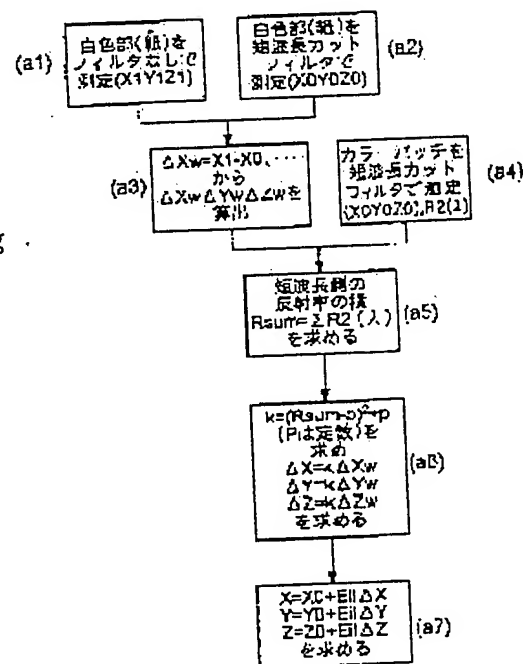 (a1)
白色部(紙)を
フィルタなしで
測定(X1Y1Z1)
白色部(紙)を
短波長カット
フィルタで
測定(X0Y0Z0)
(a2)
(a3)
ΔXw=X1-X0、‥‥
から
ΔXwΔYwΔZwを
算出
カラーパッチを
短波長カット
フィルタで測定
(X0Y0Z0),R2(λ)
(a4)
g
短波長側の
反射率の積
Rsum=ΣR2(λ)
を求める
(a5)
(Pは定数)を
求め
ΔX=kΔXw
ΔY=kΔYw
ΔZ=kΔZw
を求める
(a6)
X=X0+EilΔX
Y=Y0+EilΔY
Z=Z0+EilΔZ
を求める
(a7)